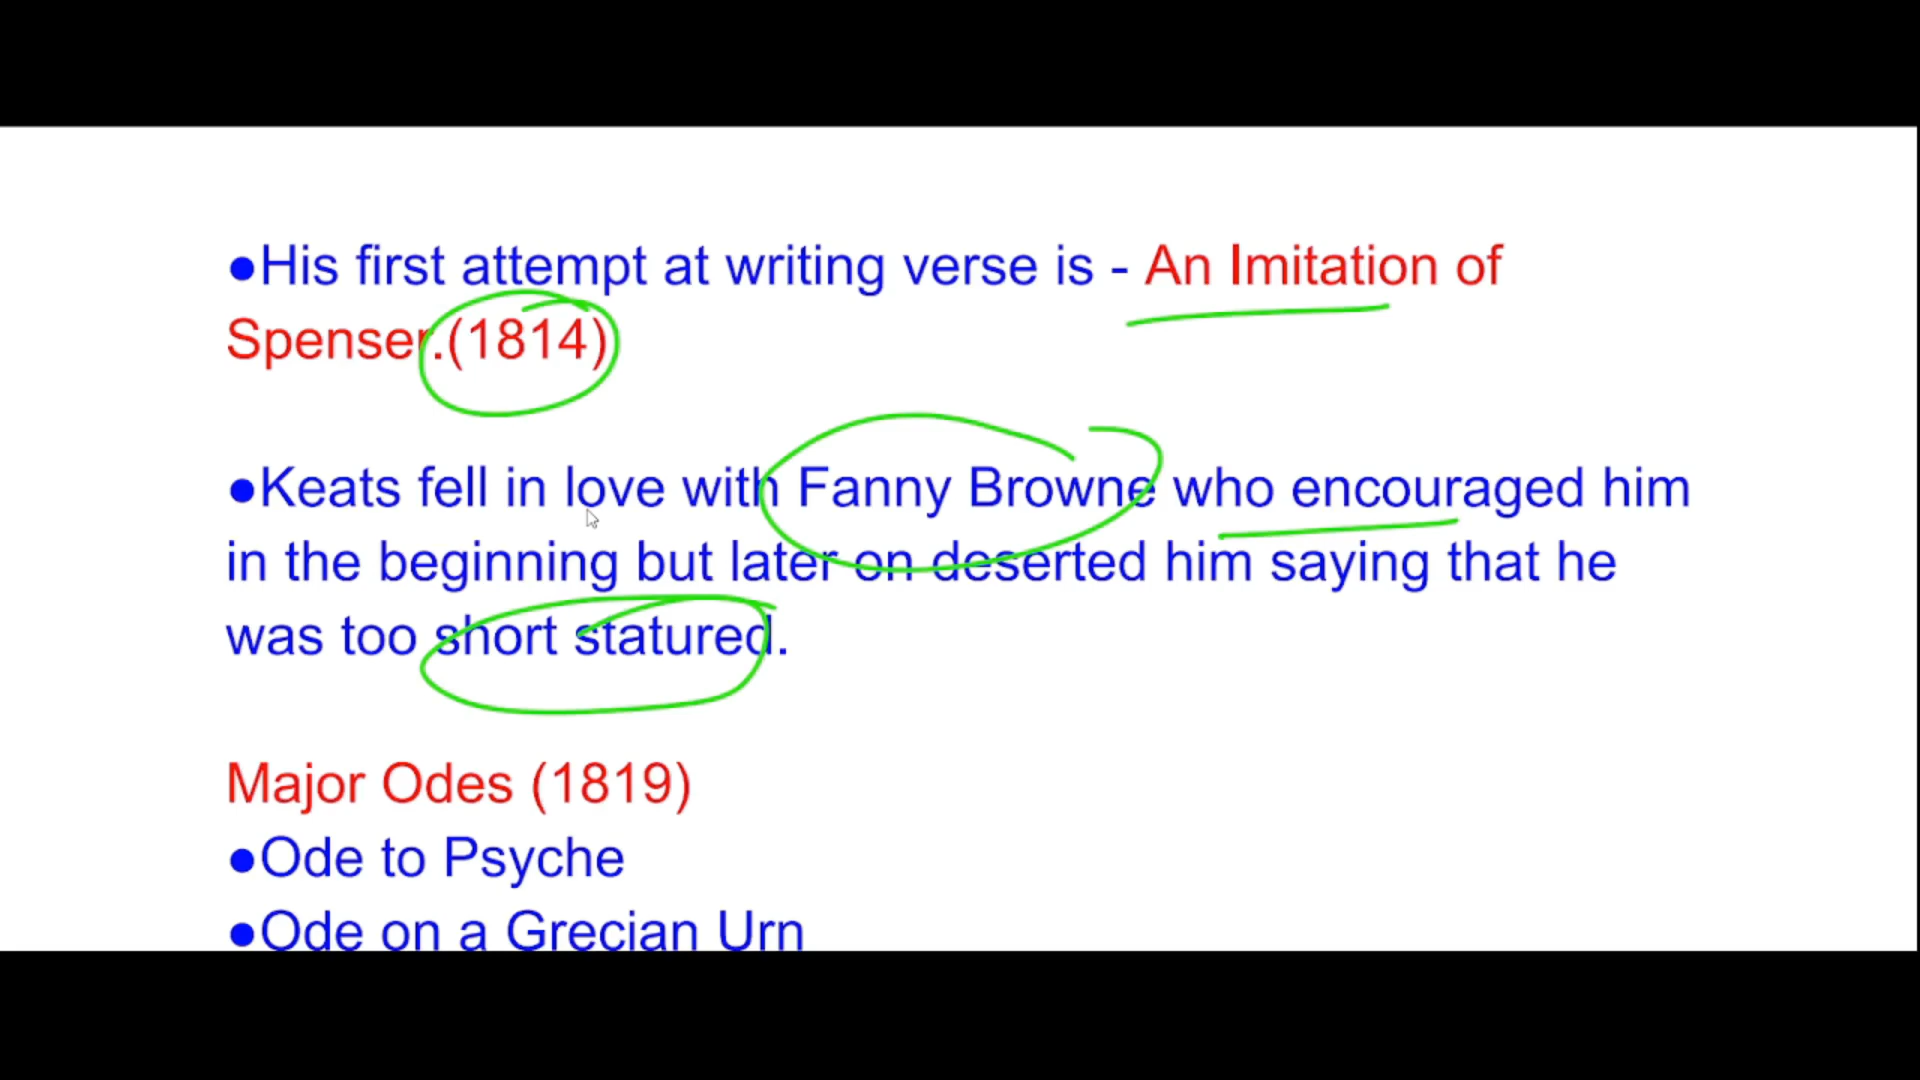 ●His first attempt at writing verse is - An Imitation of
Spenser.(1814)
●Keats fell in love with Fanny Browne who encouraged him
in the beginning but later on deserted him saying that he
was too short statured.
Major Odes (1819)
●Ode to Psyche
●Ode on a Grecian Urn